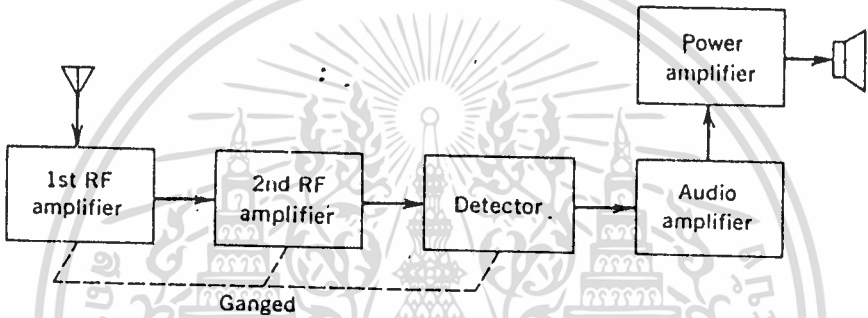 Power
amplifier
1st RF
amplifier
2nd RF
amplifier
Detector
Audio
amplifier
Ganged